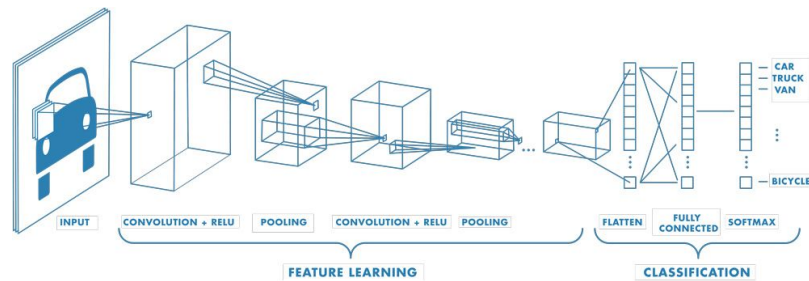 CAR
TRUCK
VAN
BICYCLE
INPUT
CONVOLUTION + RELU
POOLING
CONVOLUTION + RELU
POOLING
FLATTEN
FULLY
CONNECTED
SOFTMAX
FEATURE LEARNING
CLASSIFICATION